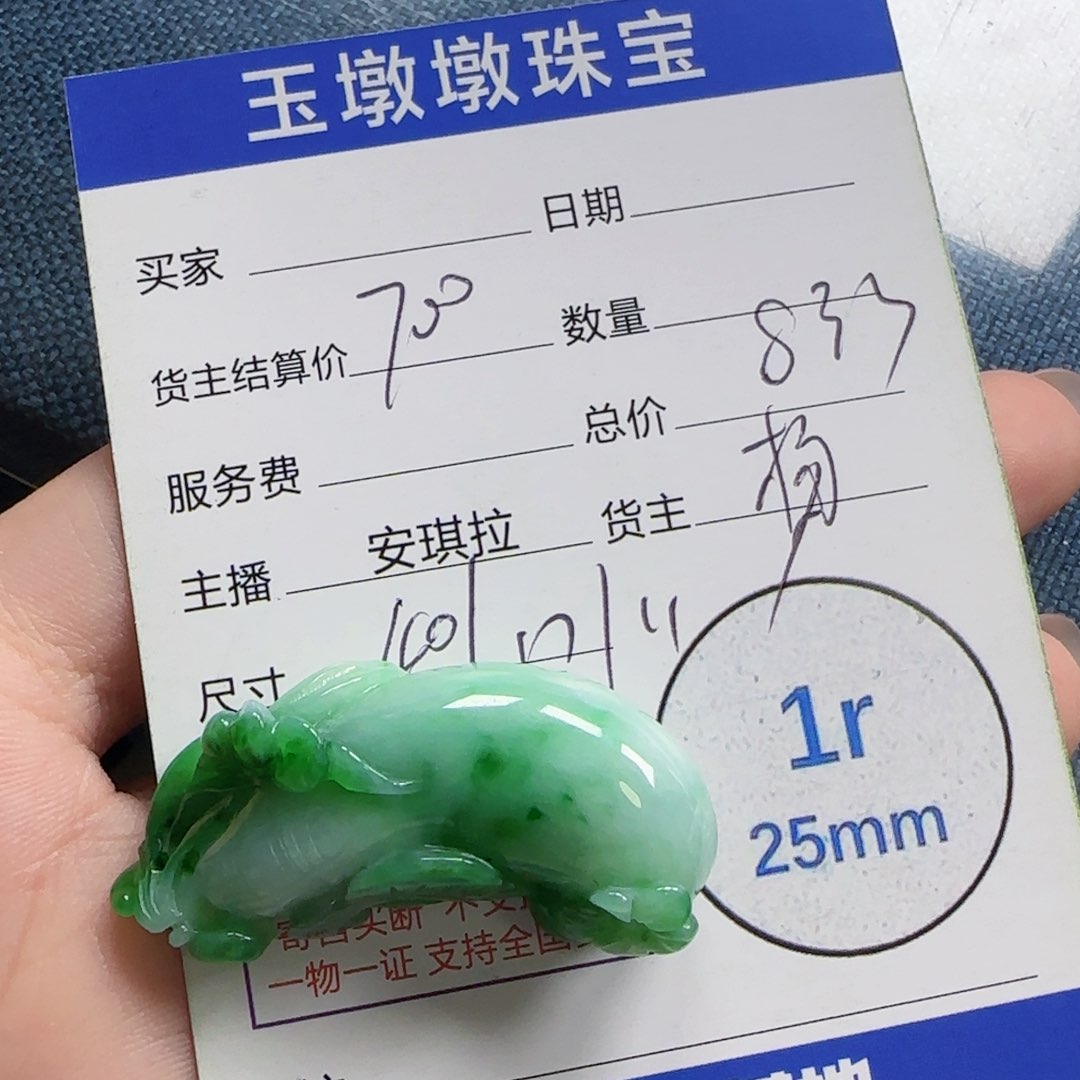 玉墩墩珠宝
买家 日期
货主结算价 700 数量 833
服务费 总价
主播 安琪拉 货主 杨
尺寸
1r
25mm
一物一证 支持全国